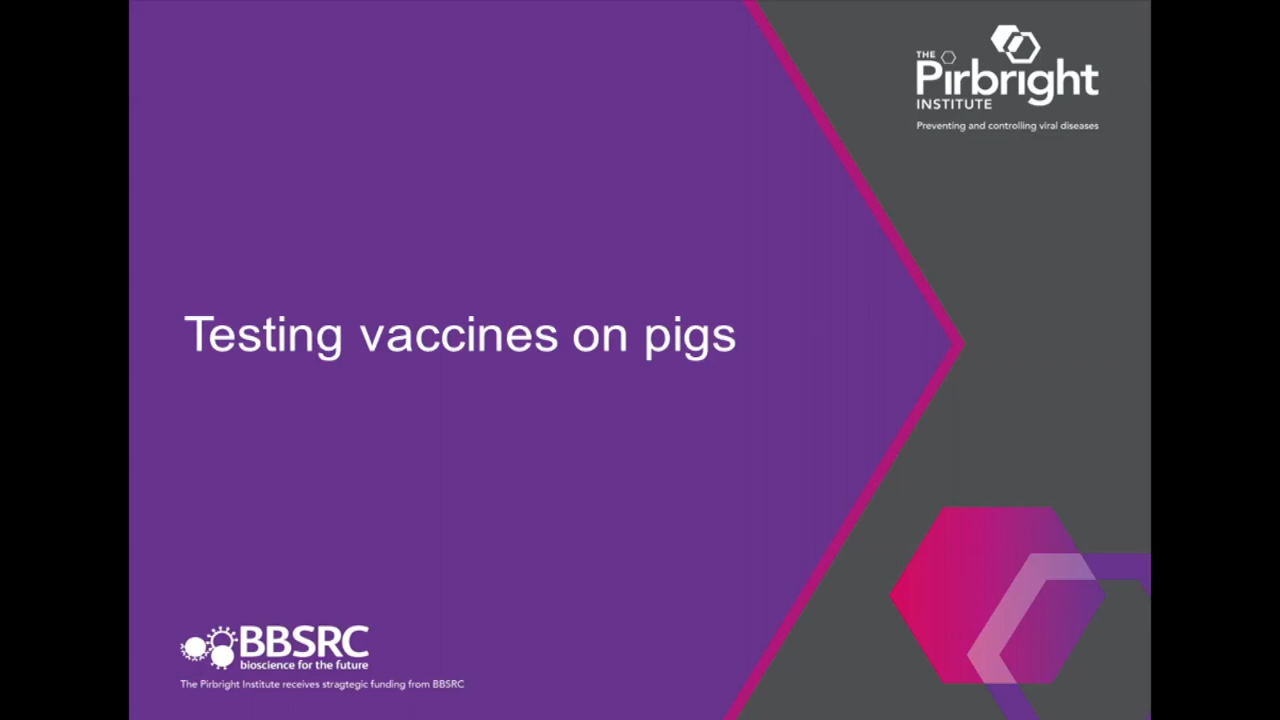 THE
Pirbright
INSTITUTE
Preventing and controlling viral diseases
Testing vaccines on pigs
BBSRC
bioscience for the future
The Pirbright Institute receives stragtegic funding from BBSRC